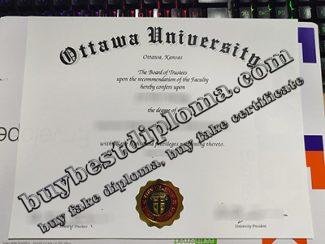 Ottawa University
Ottawa, Kansas
The Board of Trustees
upon the recommendation of the Faculty
hereby confers upon
the degree of
buybestdiploma.com
buy fake diploma, buy fake certificate
University President